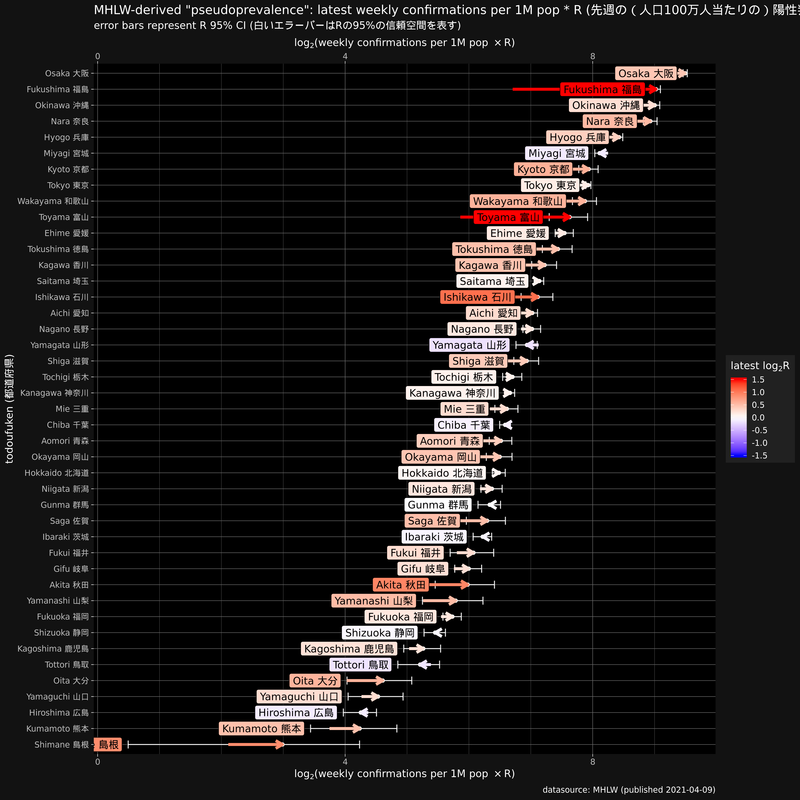 MHLW-derived "pseudoprevalence": latest weekly confirmations per 1M pop * R (先週の ( 人口100万人当たりの ) 陽性
error bars represent R 95% CI (白いエラーバーはRの95%の信頼空間を表す)
log2(weekly confirmations per 1M pop × R)
0 4 8
Osaka 大阪 Osaka 大阪
Fukushima 福島 Fukushima 福島
Okinawa 沖縄 Okinawa 沖縄
Nara 奈良 Nara 奈良
Hyogo 兵庫 Hyogo 兵庫
Miyagi 宮城 Miyagi 宮城
Kyoto 京都 Kyoto 京都
Tokyo 東京 Tokyo 東京
Wakayama 和歌山 Wakayama 和歌山
Toyama 富山 Toyama 富山
Ehime 愛媛 Ehime 愛媛
Tokushima 徳島 Tokushima 徳島
Kagawa 香川 Kagawa 香川
Saitama 埼玉 Saitama 埼玉
Ishikawa 石川 Ishikawa 石川
Aichi 愛知 Aichi 愛知
Nagano 長野 Nagano 長野
Yamagata 山形 Yamagata 山形
Shiga 滋賀 Shiga 滋賀
Tochigi 栃木 Tochigi 栃木
Kanagawa 神奈川 Kanagawa 神奈川
Mie 三重 Mie 三重
Chiba 千葉 Chiba 千葉
Aomori 青森 Aomori 青森
Okayama 岡山 Okayama 岡山
Hokkaido 北海道 Hokkaido 北海道
Niigata 新潟 Niigata 新潟
Gunma 群馬 Gunma 群馬
Saga 佐賀 Saga 佐賀
Ibaraki 茨城 Ibaraki 茨城
Fukui 福井 Fukui 福井
Gifu 岐阜 Gifu 岐阜
Akita 秋田 Akita 秋田
Yamanashi 山梨 Yamanashi 山梨
Fukuoka 福岡 Fukuoka 福岡
Shizuoka 静岡 Shizuoka 静岡
Kagoshima 鹿児島 Kagoshima 鹿児島
Tottori 鳥取 Tottori 鳥取
Oita 大分 Oita 大分
Yamaguchi 山口 Yamaguchi 山口
Hiroshima 広島 Hiroshima 広島
Kumamoto 熊本 Kumamoto 熊本
Shimane 島根 島根
0 4 8
log2(weekly confirmations per 1M pop × R)
todoufuken (都道府県)
latest log2R
1.5
1.0
0.5
0.0
-0.5
-1.0
-1.5
datasource: MHLW (published 2021-04-09)